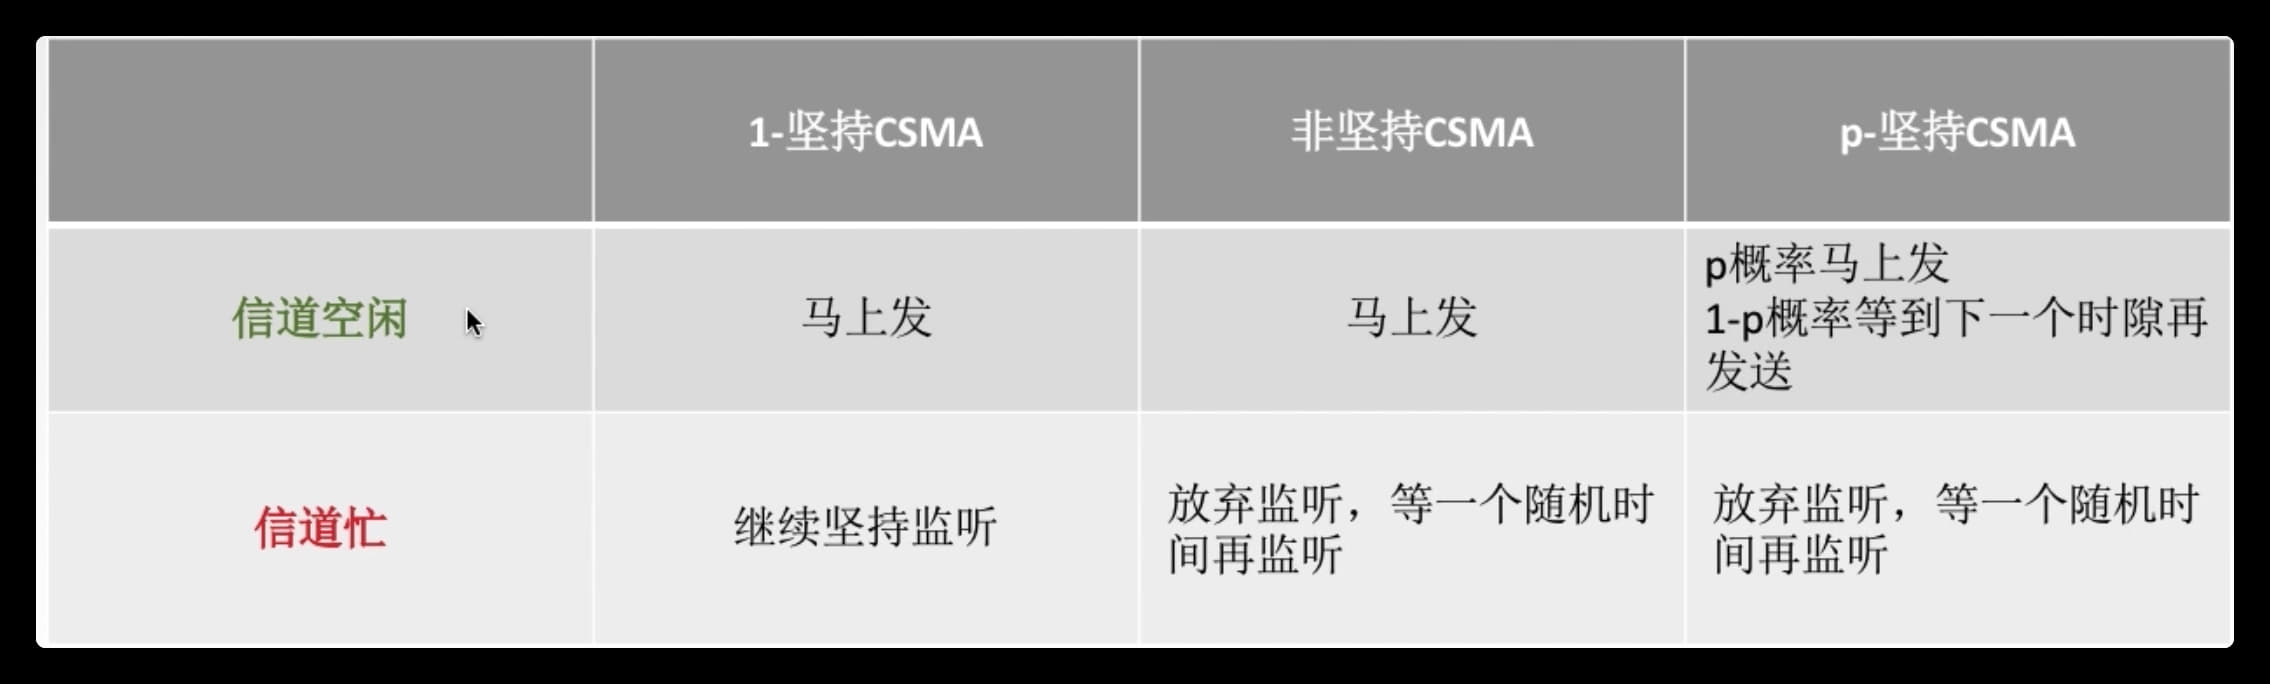 1-坚持CSMA
非坚持CSMA
p-坚持CSMA
信道空闲
马上发
马上发
p概率马上发
1-p概率等到下一个时隙再
发送
信道忙
继续坚持监听
放弃监听，等一个随机时
间再监听
放弃监听，等一个随机时
间再监听